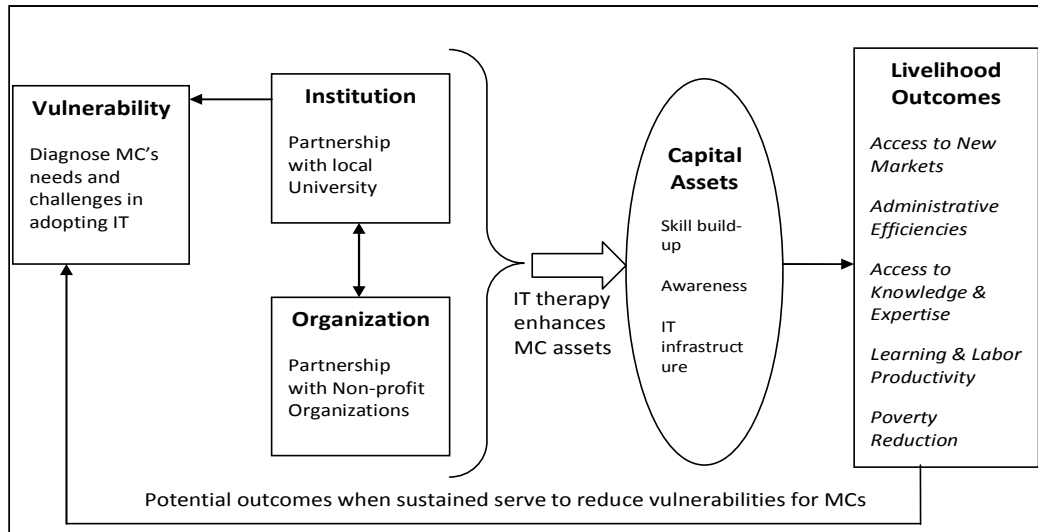 Vulnerability
Diagnose MC's
needs and
challenges in
adopting IT
Institution
Partnership
with local
University
Organization
Partnership
with Non-profit
Organizations
IT therapy
enhances
MC assets
Capital
Assets
Skill build-
up
Awareness
IT
infrastruct
ure
Livelihood
Outcomes
Access to New
Markets
Administrative
Efficiencies
Access to
Knowledge &
Expertise
Learning & Labor
Productivity
Poverty
Reduction
Potential outcomes when sustained serve to reduce vulnerabilities for MCs